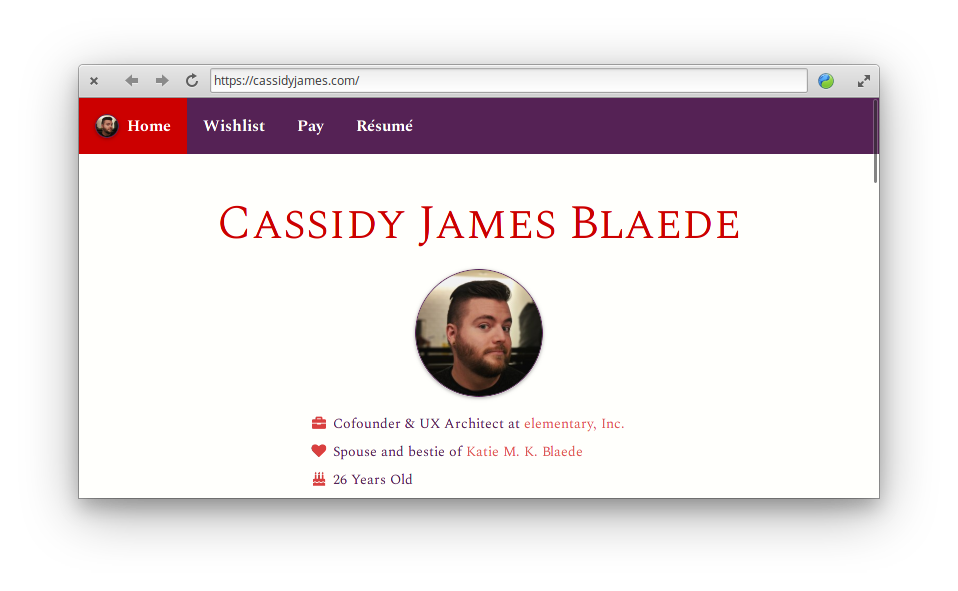 https://cassidyjames.com/
Home Wishlist Pay Résumé
Cassidy James Blaede
Cofounder & UX Architect at elementary, Inc.
Spouse and bestie of Katie M. K. Blaede
26 Years Old